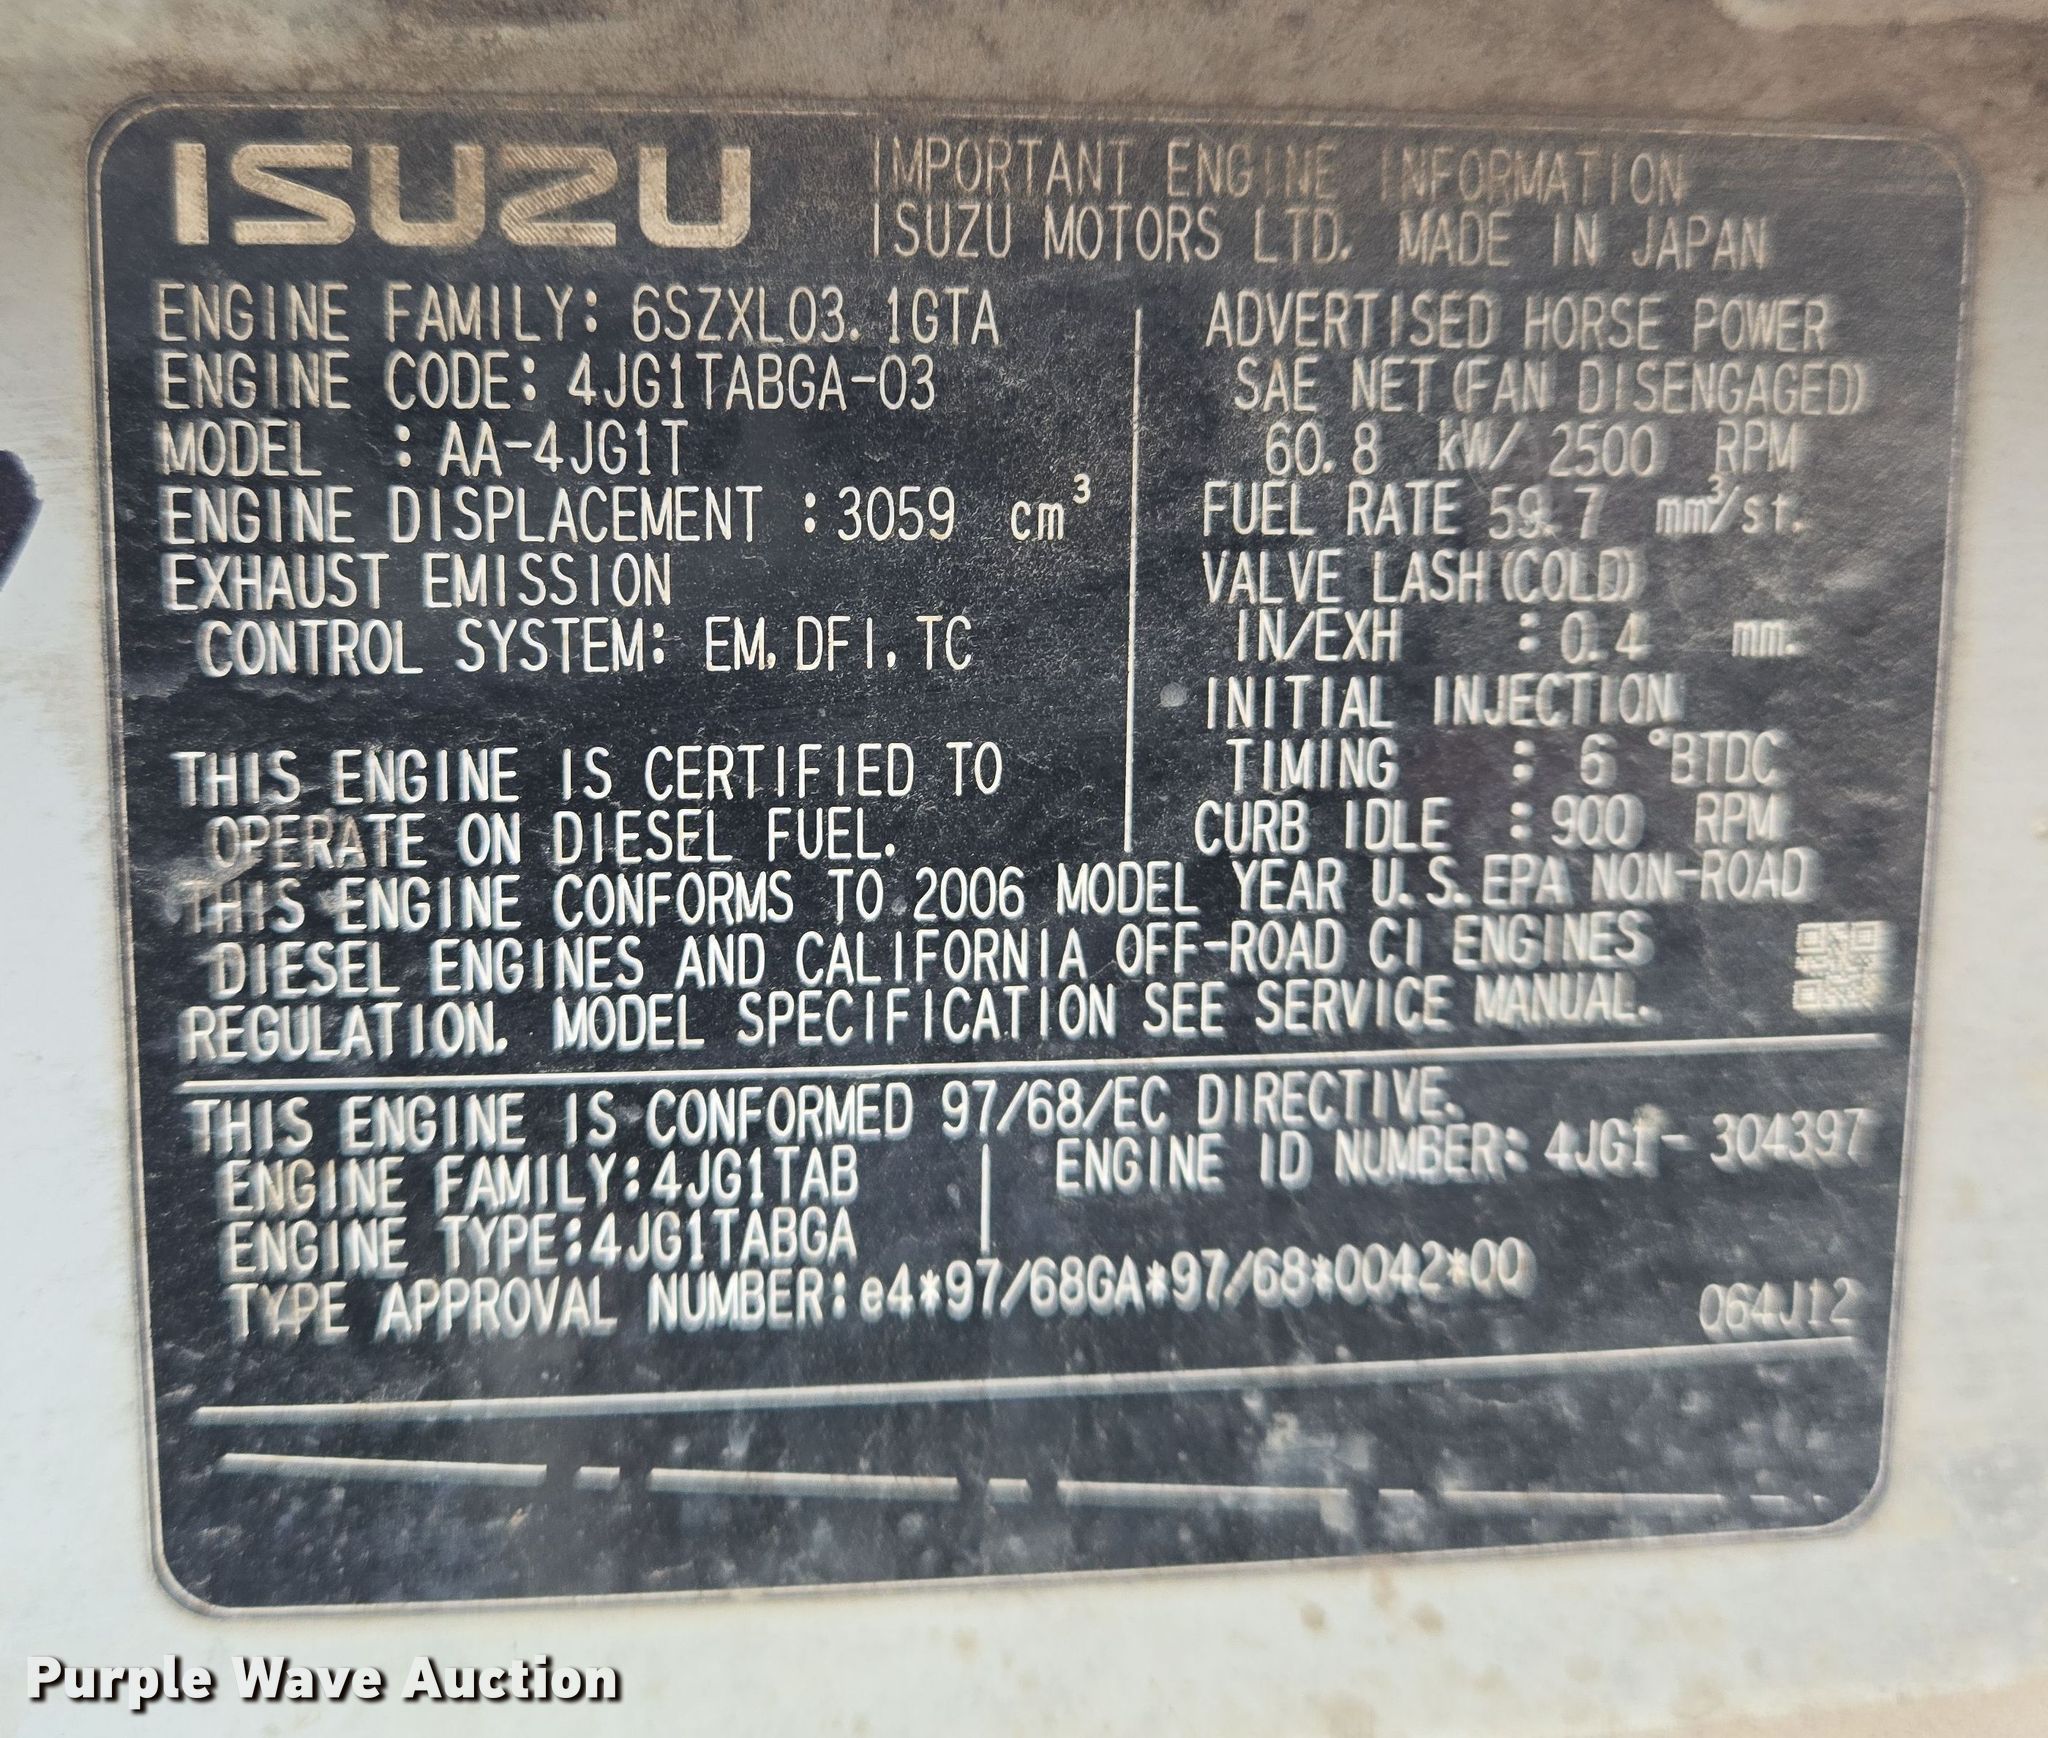 ISUZU
IMPORTANT ENGINE INFORMATION
ISUZU MOTORS LTD. MADE IN JAPAN
ENGINE FAMILY: 6SZXL03.1GTA
ENGINE CODE: 4JG1TABGA-03
MODEL : AA-4JG1T
ENGINE DISPLACEMENT :3059 cm³
EXHAUST EMISSION
CONTROL SYSTEM: EM, DFI, TC
THIS ENGINE IS CERTIFIED TO
OPERATE ON DIESEL FUEL.
ADVERTISED HORSE POWER
SAE NET (FAN DISENGAGED)
60.8 kW/ 2500 RPM
FUEL RATE 59.7 mm³/st.
VALVE LASH (COLD)
IN/EXH : 0.4 mm.
INITIAL INJECTION
TIMING : 6 °BTDC
CURB IDLE : 900 RPM
THIS ENGINE CONFORMS TO 2006 MODEL YEAR U.S. EPA NON-ROAD
DIESEL ENGINES AND CALIFORNIA OFF-ROAD CI ENGINES
REGULATION. MODEL SPECIFICATION SEE SERVICE MANUAL.
THIS ENGINE IS CONFORMED 97/68/EC DIRECTIVE.
ENGINE FAMILY:4JG1TAB
ENGINE TYPE:4JG1TABGA
ENGINE ID NUMBER: 4JG1- 304397
TYPE APPROVAL NUMBER: e4*97/68GA*97/68*0042*00
064J12
Purple Wave Auction